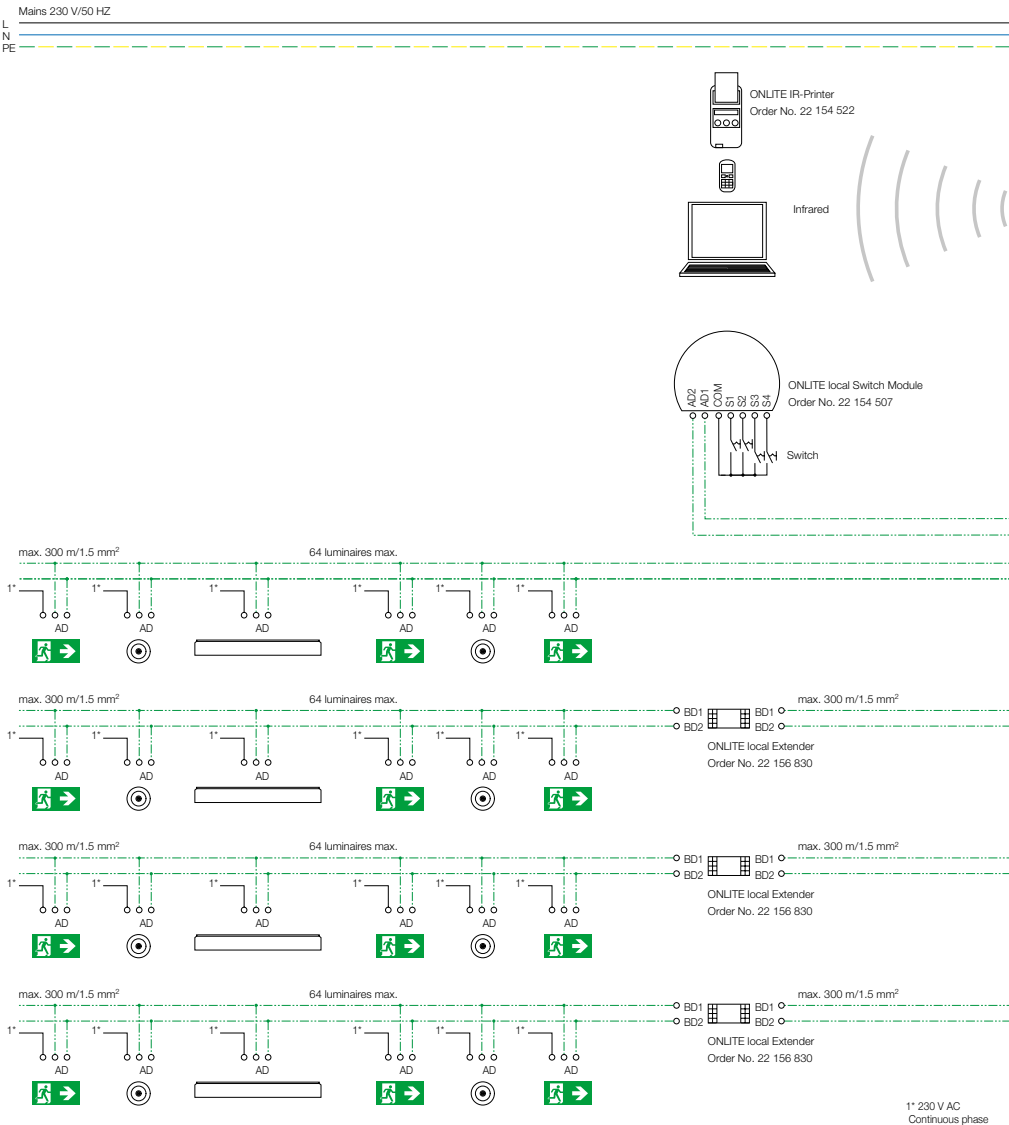 Mains 230 V/50 HZ
L
N
PE
ONLITE IR-Printer
Order No. 22 154 522
Infrared
AD2
AD1
COM
S1
S2
S3
S4
ONLITE local Switch Module
Order No. 22 154 507
Switch
max. 300 m/1.5 mm² 64 luminaires max.
1* 1* 1* 1* 1* 1*
AD AD AD AD AD AD
max. 300 m/1.5 mm² 64 luminaires max. max. 300 m/1.5 mm²
BD1 BD1
BD2 BD2
1* 1* 1* 1* 1* 1*
ONLITE local Extender
Order No. 22 156 830
AD AD AD AD AD AD
max. 300 m/1.5 mm² 64 luminaires max. max. 300 m/1.5 mm²
BD1 BD1
BD2 BD2
1* 1* 1* 1* 1* 1*
ONLITE local Extender
Order No. 22 156 830
AD AD AD AD AD AD
max. 300 m/1.5 mm² 64 luminaires max. max. 300 m/1.5 mm²
BD1 BD1
BD2 BD2
1* 1* 1* 1* 1* 1*
ONLITE local Extender
Order No. 22 156 830
AD AD AD AD AD AD
1* 230 V AC
Continuous phase